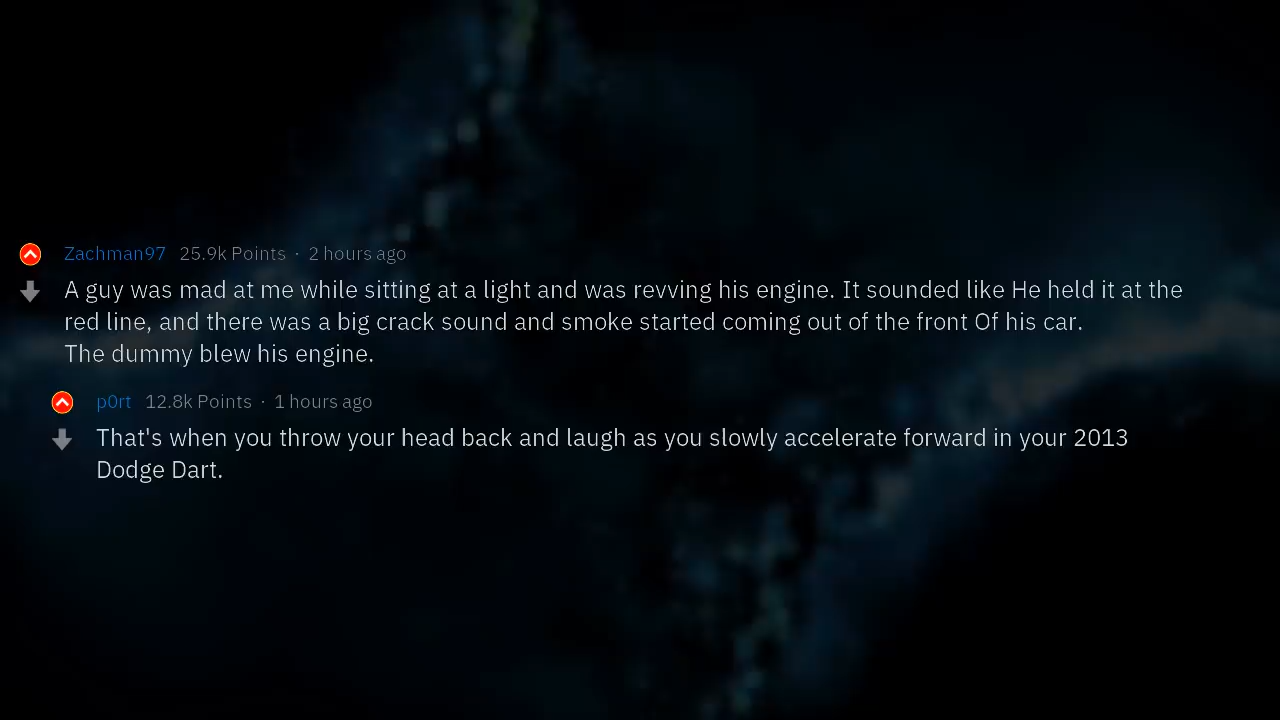 Zachman97 25.9k Points · 2 hours ago
A guy was mad at me while sitting at a light and was revving his engine. It sounded like He held it at the
red line, and there was a big crack sound and smoke started coming out of the front Of his car.
The dummy blew his engine.
p0rt 12.8k Points · 1 hours ago
That's when you throw your head back and laugh as you slowly accelerate forward in your 2013
Dodge Dart.